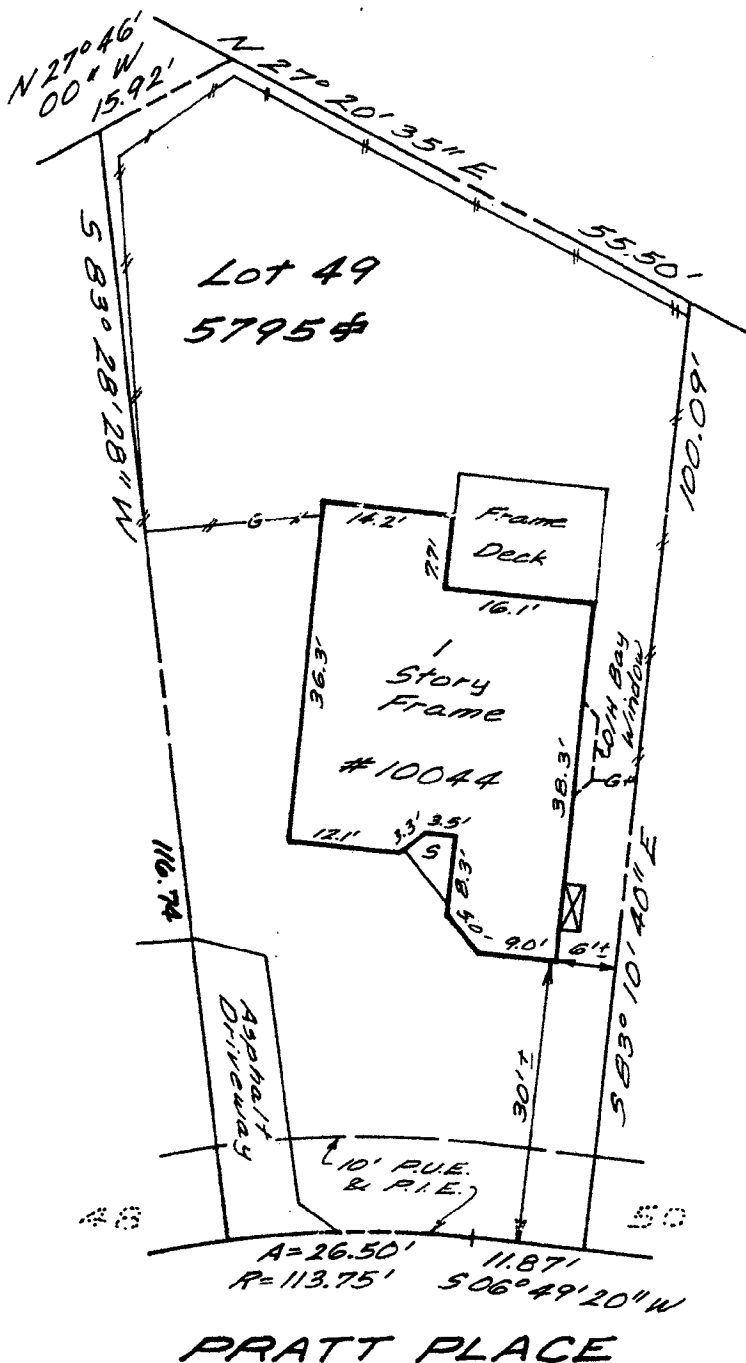 N 27° 46'
00" W
15.92'
N 27° 20' 35" E
55.50'
Lot 49
5795 ⏍
S 83° 28' 28" W
100.09'
G
14.2'
Frame
Deck
7.7'
16.1'
36.3'
1
Story
Frame
#10044
O/H Bay
Window
G
38.3'
12.1'
3.3'
3.5'
S
8.3'
5.0'
9.0'
6'±
116.74
S 83° 10' 40" E
Asphalt
Driveway
30'±
10' P.U.E.
& P.I.E.
48
50
A=26.50'
R=113.75'
11.87'
S 06° 49' 20" W
PRATT PLACE